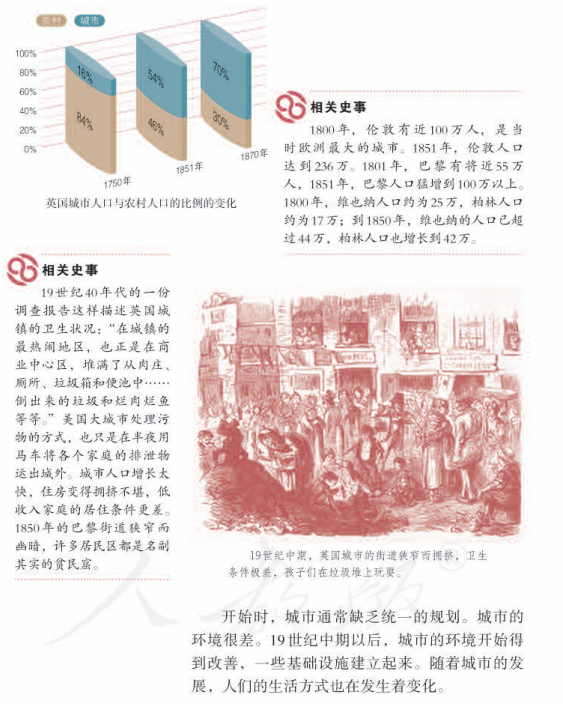 农村 城市
100%
80%
60%
40%
20%
0%
16%
84%
54%
46%
70%
30%
1750年
1851年
1870年
英国城市人口与农村人口的比例的变化
相关史事
1800年，伦敦有近100万人，是当
时欧洲最大的城市。1851年，伦敦人口
达到236万。1801年，巴黎有将近55万
人，1851年，巴黎人口猛增到100万以上。
1800年，维也纳人口约为25万，柏林人口
约为17万；到1850年，维也纳的人口已超
过44万，柏林人口也增长到42万。
相关史事
19世纪40年代的一份
调查报告这样描述英国城
镇的卫生状况：“在城镇的
最热闹地区，也正是在商
业中心区，堆满了从肉庄、
厕所、垃圾箱和便池中……
倒出来的垃圾和烂肉烂鱼
等等。”美国大城市处理污
物的方式，也只是在半夜用
马车将各个家庭的排泄物
运出城外。城市人口增长太
快，住房变得拥挤不堪，低
收入家庭的居住条件更差。
1850年的巴黎街道狭窄而
幽暗，许多居民区都是名副
其实的贫民窟。
19世纪中期，英国城市的街道狭窄而拥挤，卫生
条件极差，孩子们在垃圾堆上玩耍。
开始时，城市通常缺乏统一的规划。城市的
环境很差。19世纪中期以后，城市的环境开始得
到改善，一些基础设施建立起来。随着城市的发
展，人们的生活方式也在发生着变化。